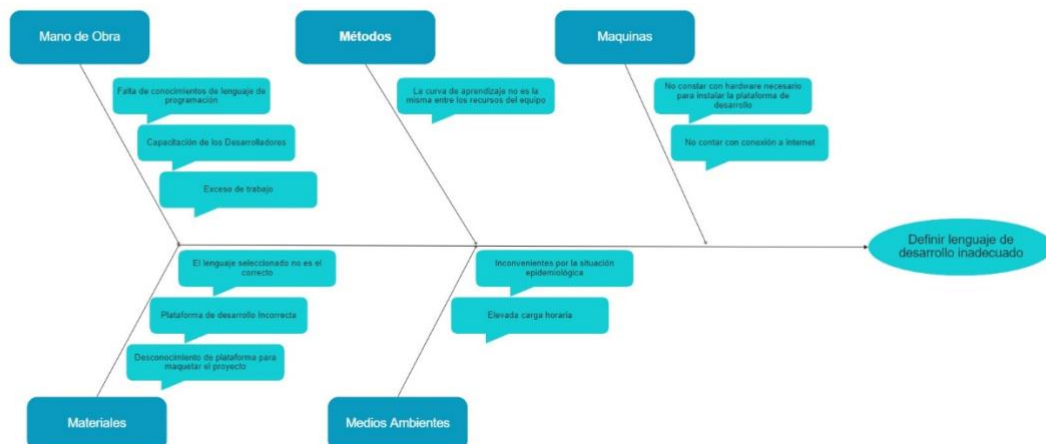 Mano de Obra
Métodos
Maquinas
Falta de conocimientos de lenguaje de
programación
Capacitación de los Desarrolladores
Exceso de trabajo
La curva de aprendizaje no es la
misma entre los recursos del equipo
No constar con hardware necesario
para instalar la plataforma de
desarrollo
No contar con conexión a internet
Definir lenguaje de
desarrollo inadecuado
El lenguaje seleccionado no es el
correcto
Plataforma de desarrollo Incorrecta
Desconocimiento de plataforma para
maquetar el proyecto
Inconvenientes por la situación
epidemiológica
Elevada carga horaria
Materiales
Medios Ambientes